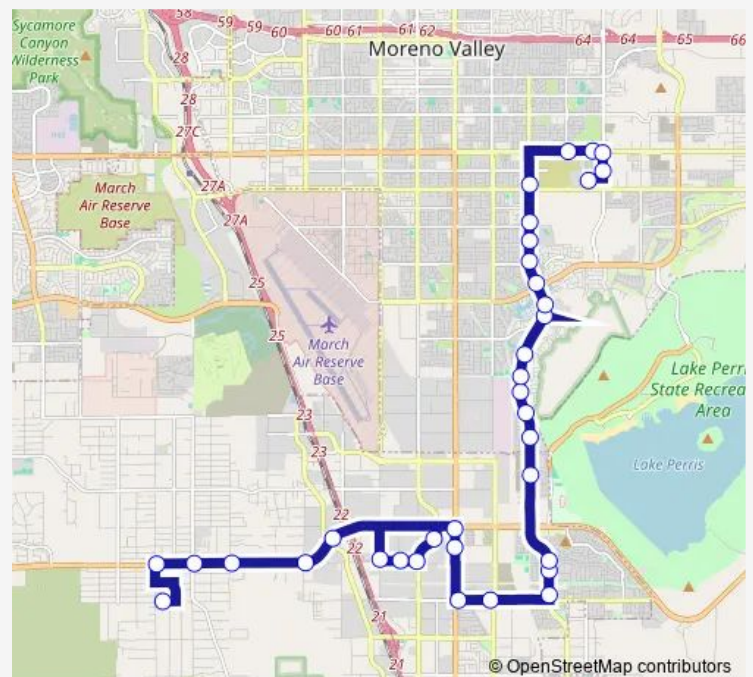 58
59
59
60
60
61
61
62
64
64
65
66
Sycamore
Canyon
Wilderness
Park
28
28
27C
Moreno Valley
March
Air Reserve
Base
27A
27A
25
25
March
Air Reserve
Base
23
23
Lake Perri
State Recrea
Area
Lake Perris
22
22
21
21
© OpenStreetMap contributors